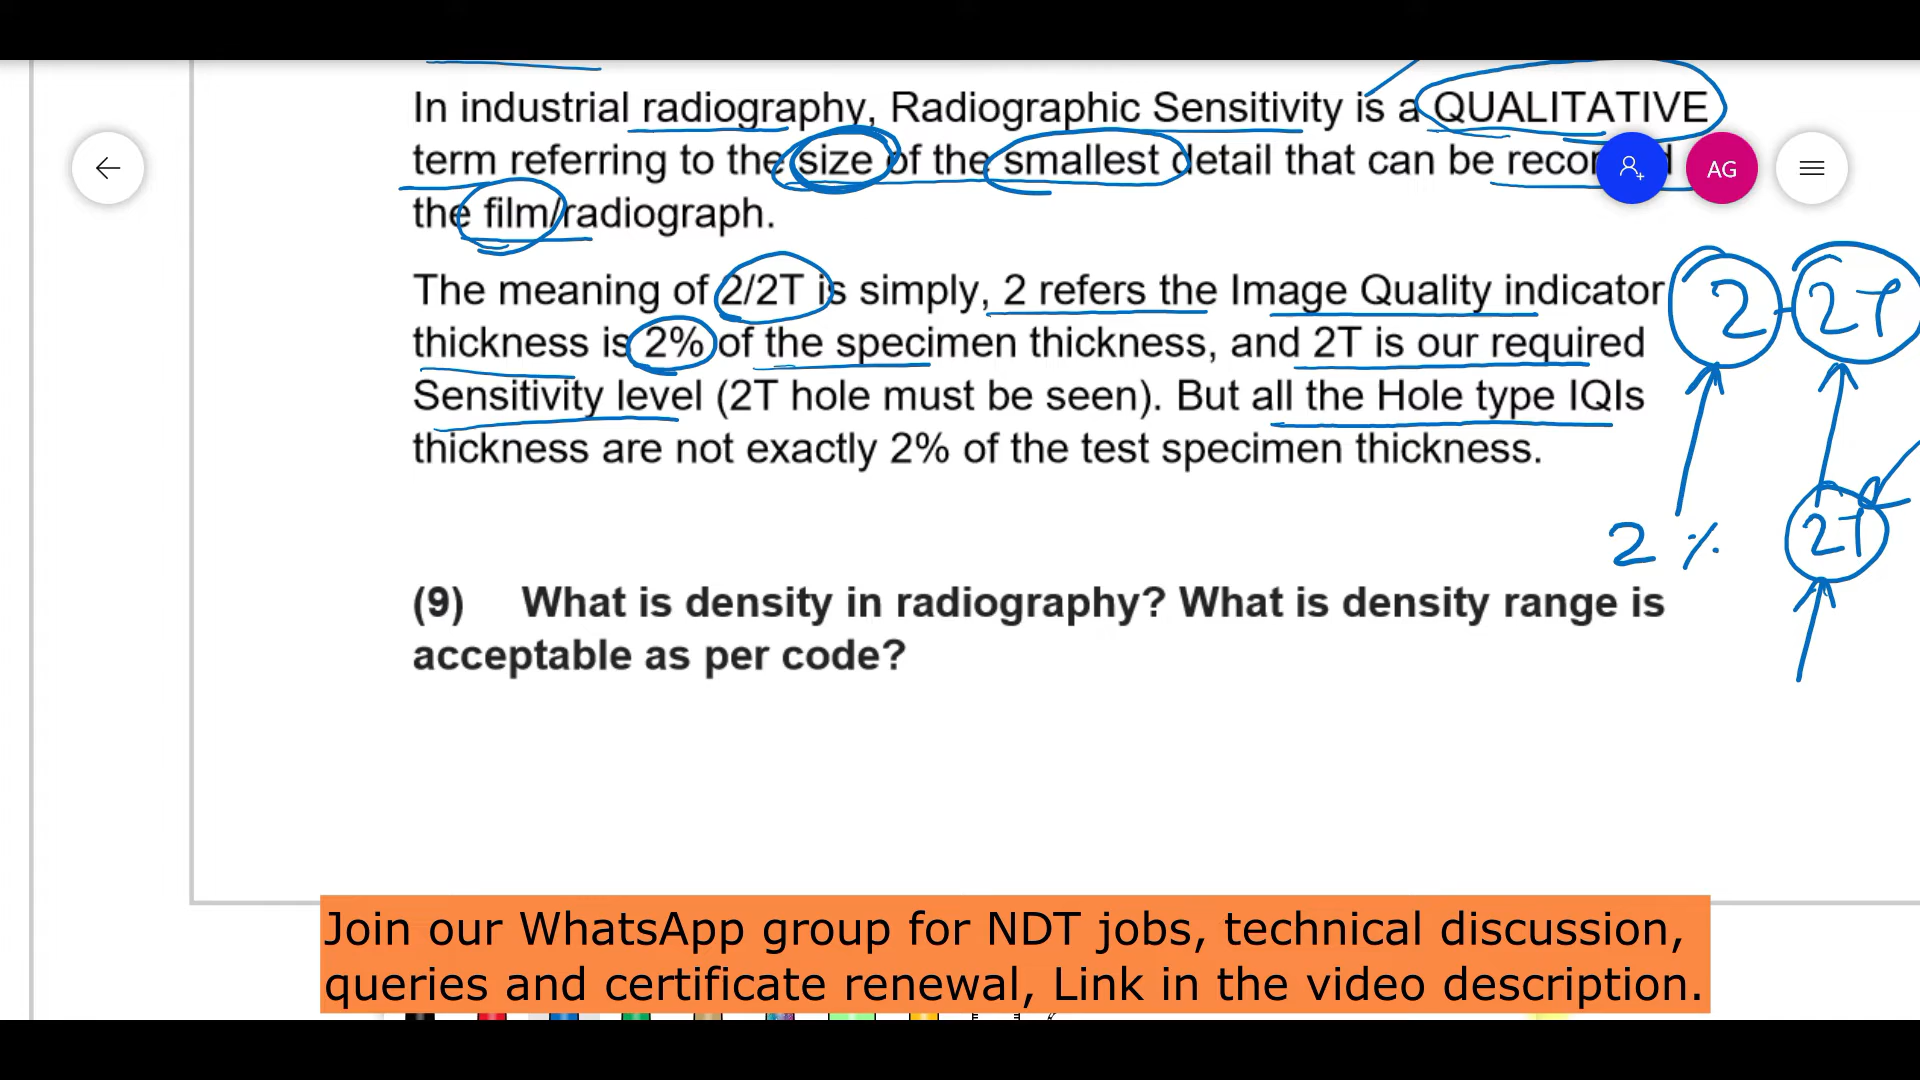 In industrial radiography, Radiographic Sensitivity is a QUALITATIVE
term referring to the size of the smallest detail that can be
the film/radiograph.
AG
The meaning of 2/2T is simply, 2 refers the Image Quality indicator
thickness is 2% of the specimen thickness, and 2T is our required
Sensitivity level (2T hole must be seen). But all the Hole type IQIs
thickness are not exactly 2% of the test specimen thickness.
2 - 2T
2 % 2T
(9) What is density in radiography? What is density range is
acceptable as per code?
Join our WhatsApp group for NDT jobs, technical discussion,
queries and certificate renewal, Link in the video description.